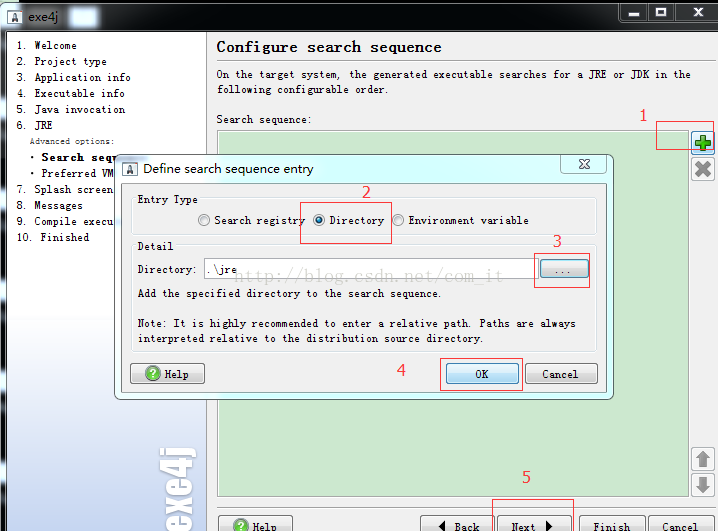 exe4j
1. Welcome
2. Project type
3. Application info
4. Executable info
5. Java invocation
6. JRE
Advanced options:
· Search sequ
· Preferred VM
7. Splash screen
8. Messages
9. Compile execu
10. Finished
exe4j
Configure search sequence
On the target system, the generated executable searches for a JRE or JDK in the
following configurable order.
Search sequence:
1
Define search sequence entry
2
Entry Type
Search registry
Directory
Environment variable
3
Detail
Directory:
.\jre
...
http://blog.csdn.net/com_it
Add the specified directory to the search sequence.
Note: It is highly recommended to enter a relative path. Paths are always
interpreted relative to the distribution source directory.
4
Help
OK
Cancel
5
Help
Back
Next
Finish
Cancel